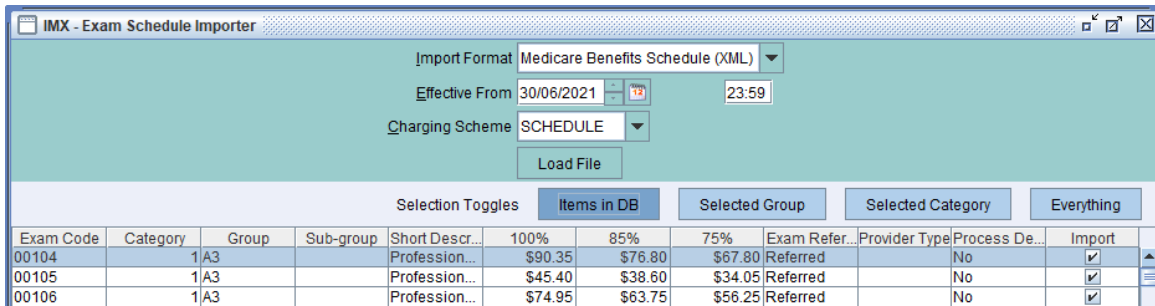 IMX - Exam Schedule Importer
Import Format Medicare Benefits Schedule (XML)
Effective From 30/06/2021 12 23:59
Charging Scheme SCHEDULE
Load File
Selection Toggles Items in DB Selected Group Selected Category Everything
Exam Code Category Group Sub-group Short Descr... 100% 85% 75% Exam Refer... Provider Type Process De... Import
00104 1 A3 Profession... $90.35 $76.80 $67.80 Referred No
00105 1 A3 Profession... $45.40 $38.60 $34.05 Referred No
00106 1 A3 Profession... $74.95 $63.75 $56.25 Referred No